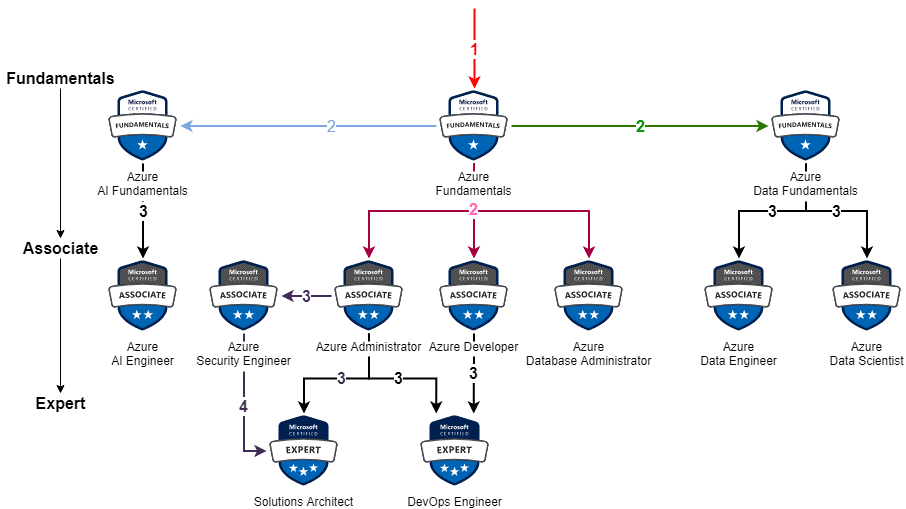 1
Fundamentals
Microsoft
CERTIFIED
FUNDAMENTALS
Microsoft
CERTIFIED
FUNDAMENTALS
Microsoft
CERTIFIED
FUNDAMENTALS
2
2
Azure
AI Fundamentals
Azure
Fundamentals
Azure
Data Fundamentals
3
2
3
3
Associate
Microsoft
CERTIFIED
ASSOCIATE
Microsoft
CERTIFIED
ASSOCIATE
3
Microsoft
CERTIFIED
ASSOCIATE
Microsoft
CERTIFIED
ASSOCIATE
Microsoft
CERTIFIED
ASSOCIATE
Microsoft
CERTIFIED
ASSOCIATE
Microsoft
CERTIFIED
ASSOCIATE
Azure
AI Engineer
Azure
Security Engineer
Azure Administrator
Azure Developer
Azure
Database Administrator
Azure
Data Engineer
Azure
Data Scientist
3
3
3
4
Expert
Microsoft
CERTIFIED
EXPERT
Microsoft
CERTIFIED
EXPERT
Solutions Architect
DevOps Engineer